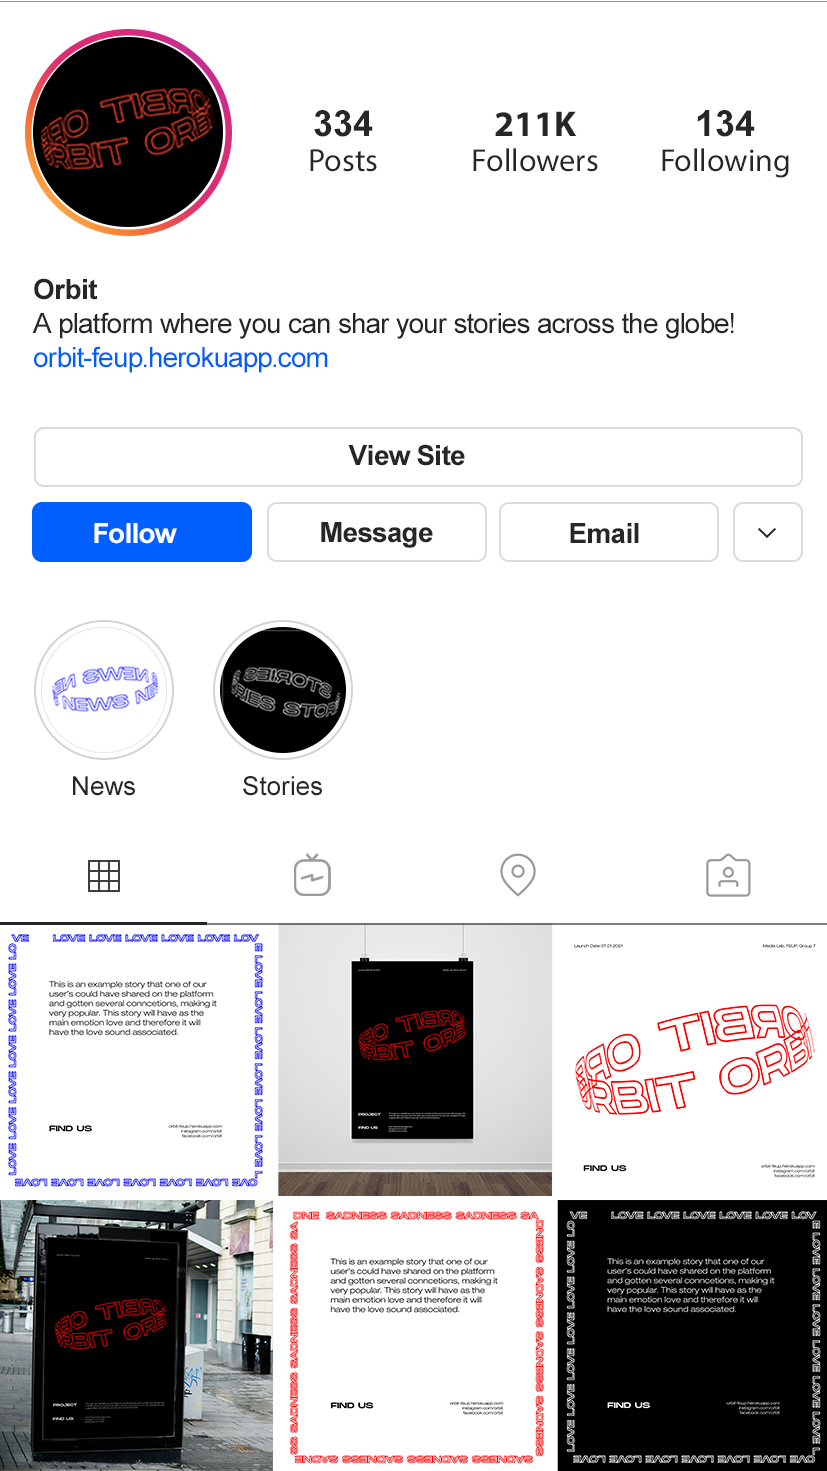 ORBIT ORBIT
334
Posts
211K
Followers
134
Following
Orbit
A platform where you can shar your stories across the globe!
orbit-feup.herokuapp.com
View Site
Follow
Message
Email
NEWS
STORIES
News
Stories
VE LOVE LOVE LOVE LOVE LOVE LOV
E LOVE LOVE LOVE LOVE LOVE LOVE
This is an example story that one of our
user's could have shared on the platform
and gotten several conncetions, making it
very popular. This story will have as the
main emotion love and therefore it will
have the love sound associated.
FIND US
orbit-feup.herokuapp.com
instagram.com/orbit
facebook.com/orbit
ORBIT
PROJECT
FIND US
Launch Date 07.01.2021
Media Lab, FEUP, Group 7
ORBIT
FIND US
orbit-feup.herokuapp.com
instagram.com/orbit
facebook.com/orbit
ORBIT
PROJECT
FIND US
DNE SADNESS SADNESS SADNESS SA
This is an example story that one of our
user's could have shared on the platform
and gotten several conncetions, making it
very popular. This story will have as the
main emotion love and therefore it will
have the love sound associated.
FIND US
orbit-feup.herokuapp.com
instagram.com/orbit
facebook.com/orbit
VE LOVE LOVE LOVE LOVE LOVE LOV
This is an example story that one of our
user's could have shared on the platform
and gotten several conncetions, making it
very popular. This story will have as the
main emotion love and therefore it will
have the love sound associated.
FIND US
orbit-feup.herokuapp.com
instagram.com/orbit
facebook.com/orbit